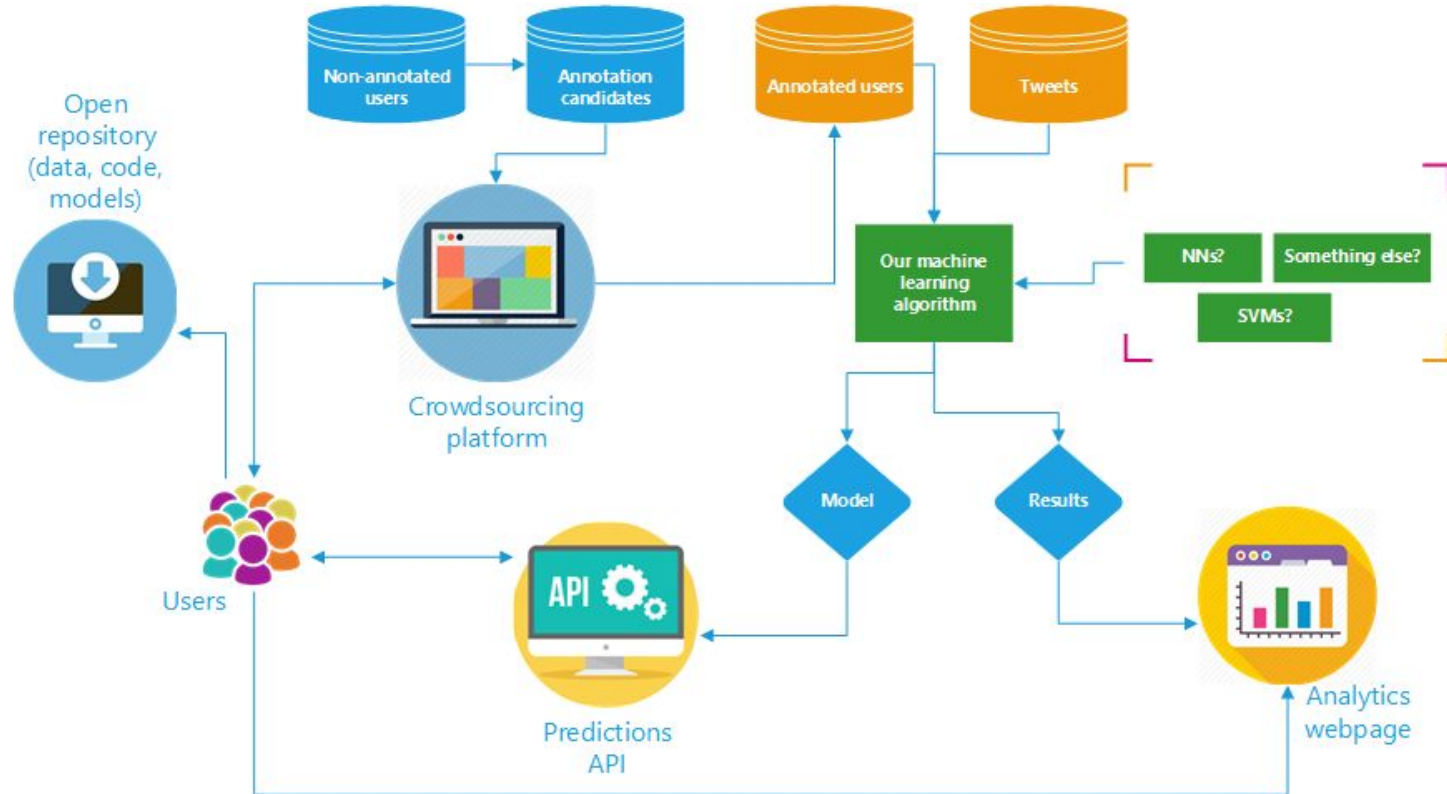 Non-annotated
users
Annotation
candidates
Annotated users
Tweets
Open
repository
(data, code,
models)
Our machine
learning
algorithm
NNs?
Something else?
SVMs?
Crowdsourcing
platform
Model
Results
Users
API
Predictions
API
Analytics
webpage